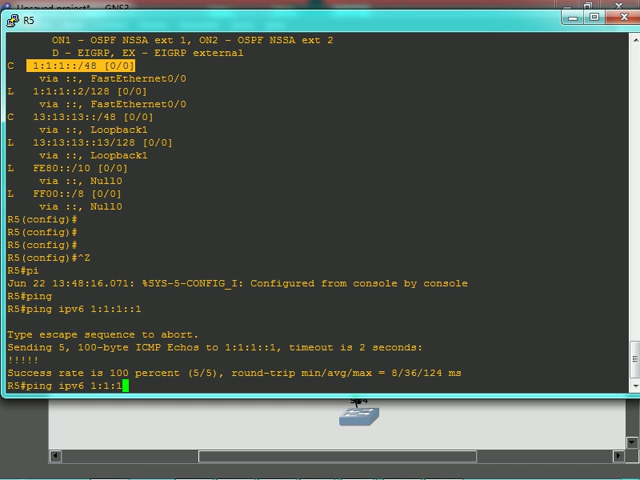 Unsaved project* - GNS3
R5
ON1 - OSPF NSSA ext 1, ON2 - OSPF NSSA ext 2
D - EIGRP, EX - EIGRP external
C 1:1:1::/48 [0/0]
via ::, FastEthernet0/0
L 1:1:1::2/128 [0/0]
via ::, FastEthernet0/0
C 13:13:13::/48 [0/0]
via ::, Loopback1
L 13:13:13::13/128 [0/0]
via ::, Loopback1
L FE80::/10 [0/0]
via ::, Null0
L FF00::/8 [0/0]
via ::, Null0
R5(config)#
R5(config)#
R5(config)#
R5(config)#^Z
R5#pi
Jun 22 13:48:16.071: %SYS-5-CONFIG_I: Configured from console by console
R5#ping
R5#ping ipv6 1:1:1::1
Type escape sequence to abort.
Sending 5, 100-byte ICMP Echos to 1:1:1::1, timeout is 2 seconds:
!!!!!
Success rate is 100 percent (5/5), round-trip min/avg/max = 8/36/124 ms
R5#ping ipv6 1:1:1